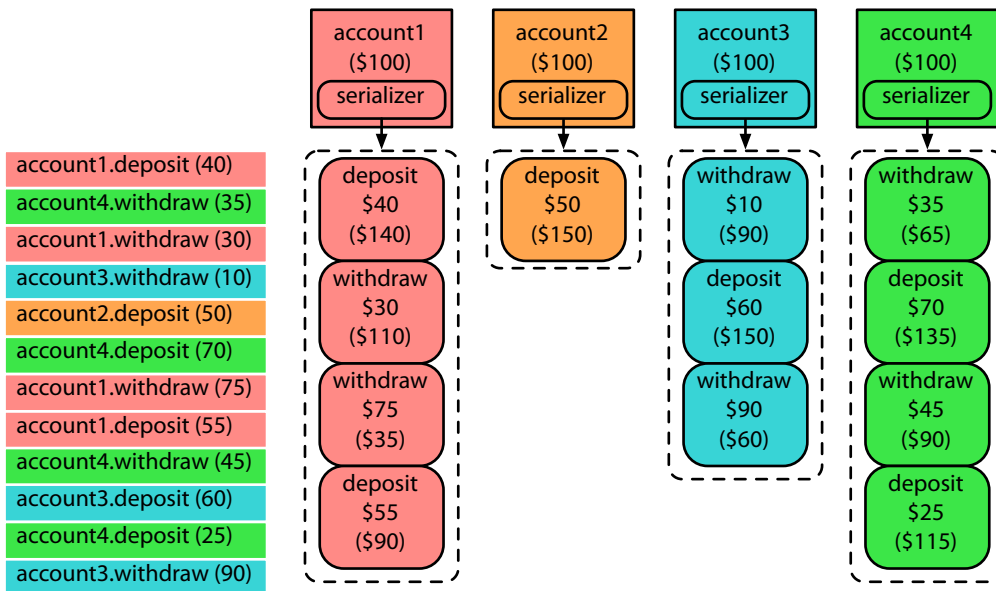 account1
($100)
serializer
account2
($100)
serializer
account3
($100)
serializer
account4
($100)
serializer
account1.deposit (40)
account4.withdraw (35)
account1.withdraw (30)
account3.withdraw (10)
account2.deposit (50)
account4.deposit (70)
account1.withdraw (75)
account1.deposit (55)
account4.withdraw (45)
account3.deposit (60)
account4.deposit (25)
account3.withdraw (90)
deposit
$40
($140)
withdraw
$30
($110)
withdraw
$75
($35)
deposit
$55
($90)
deposit
$50
($150)
withdraw
$10
($90)
deposit
$60
($150)
withdraw
$90
($60)
withdraw
$35
($65)
deposit
$70
($135)
withdraw
$45
($90)
deposit
$25
($115)